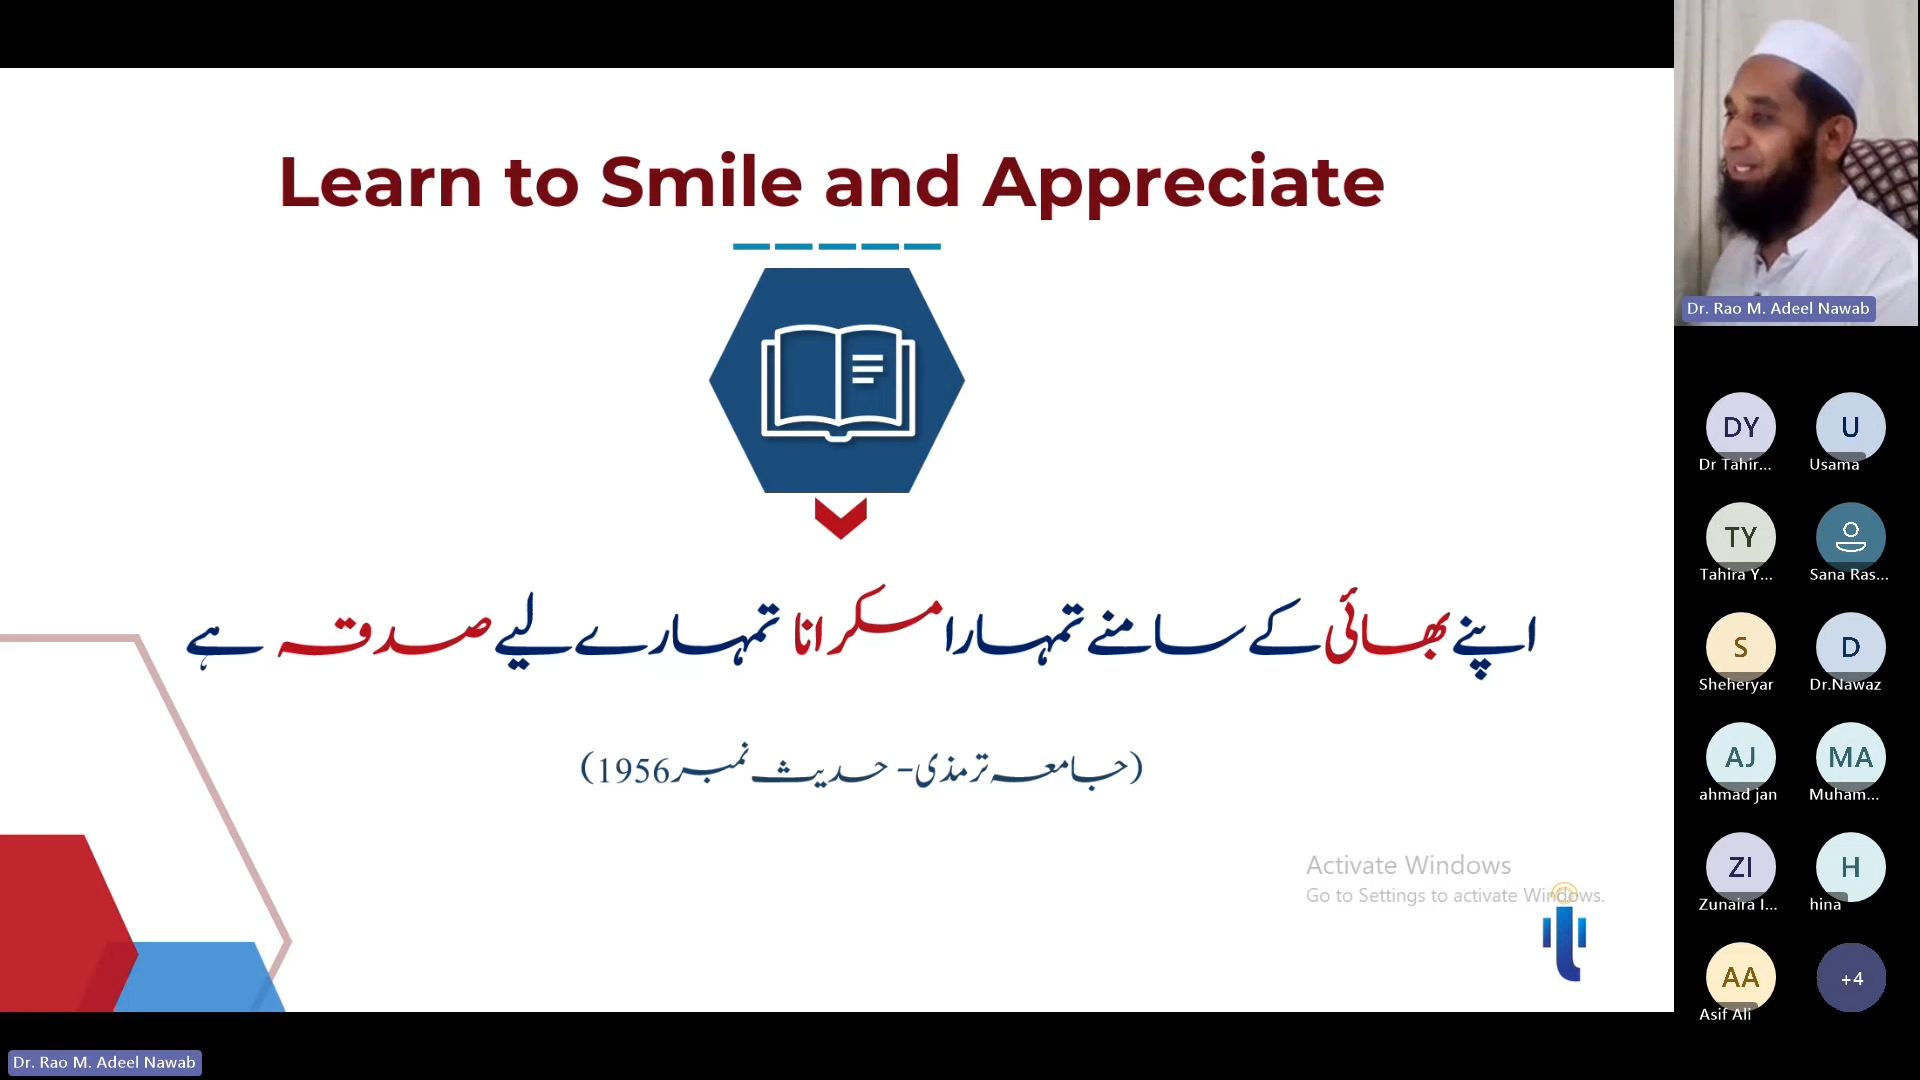 Learn to Smile and Appreciate
اپنے بھائی کے سامنے تمہارا مسکرانا تمہارے لیے صدقہ ہے
(جامعہ ترمذی - حدیث نمبر 1956)
Activate Windows
Go to Settings to activate Windows.
Dr. Rao M. Adeel Nawab
DY
Dr Tahir...
U
Usama
TY
Tahira Y...
Sana Ras...
S
Sheheryar
D
Dr.Nawaz
AJ
ahmad jan
MA
Muham...
ZI
Zunaira I...
H
hina
AA
Asif Ali
+4
Dr. Rao M. Adeel Nawab